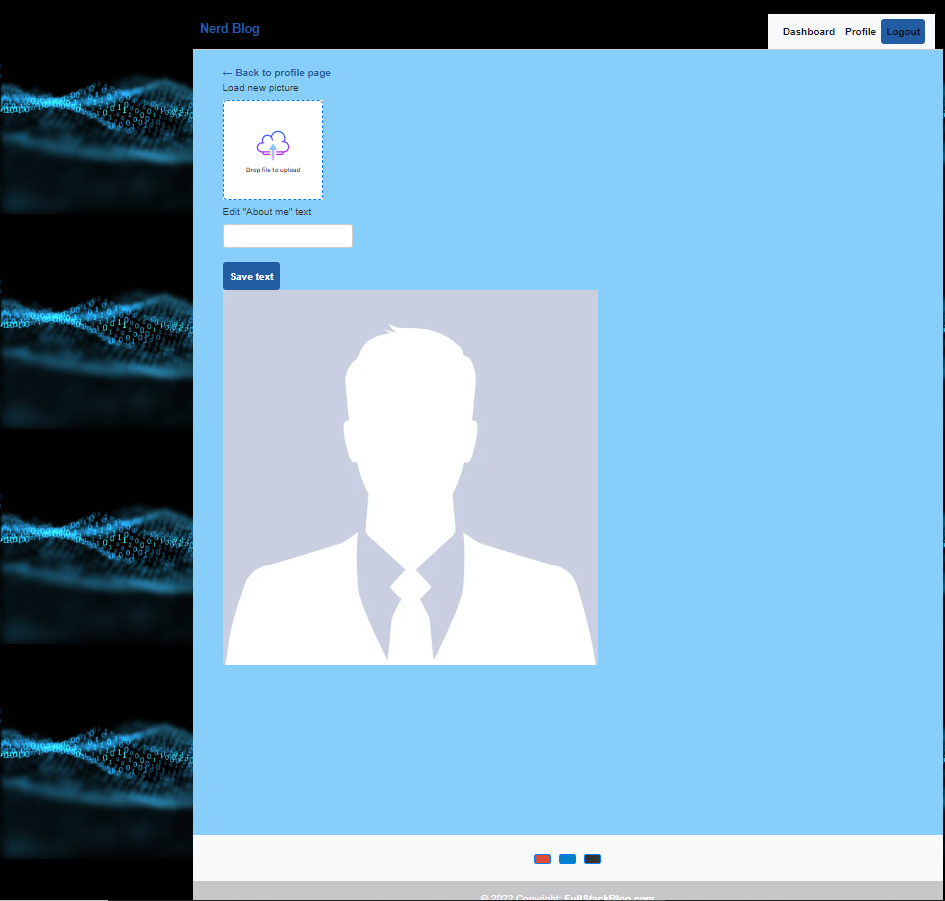 Nerd Blog
Dashboard Profile Logout
← Back to profile page
Load new picture
Drop file to upload
Edit "About me" text
Save text
© 2022 Copyright: FullStackBlog.com